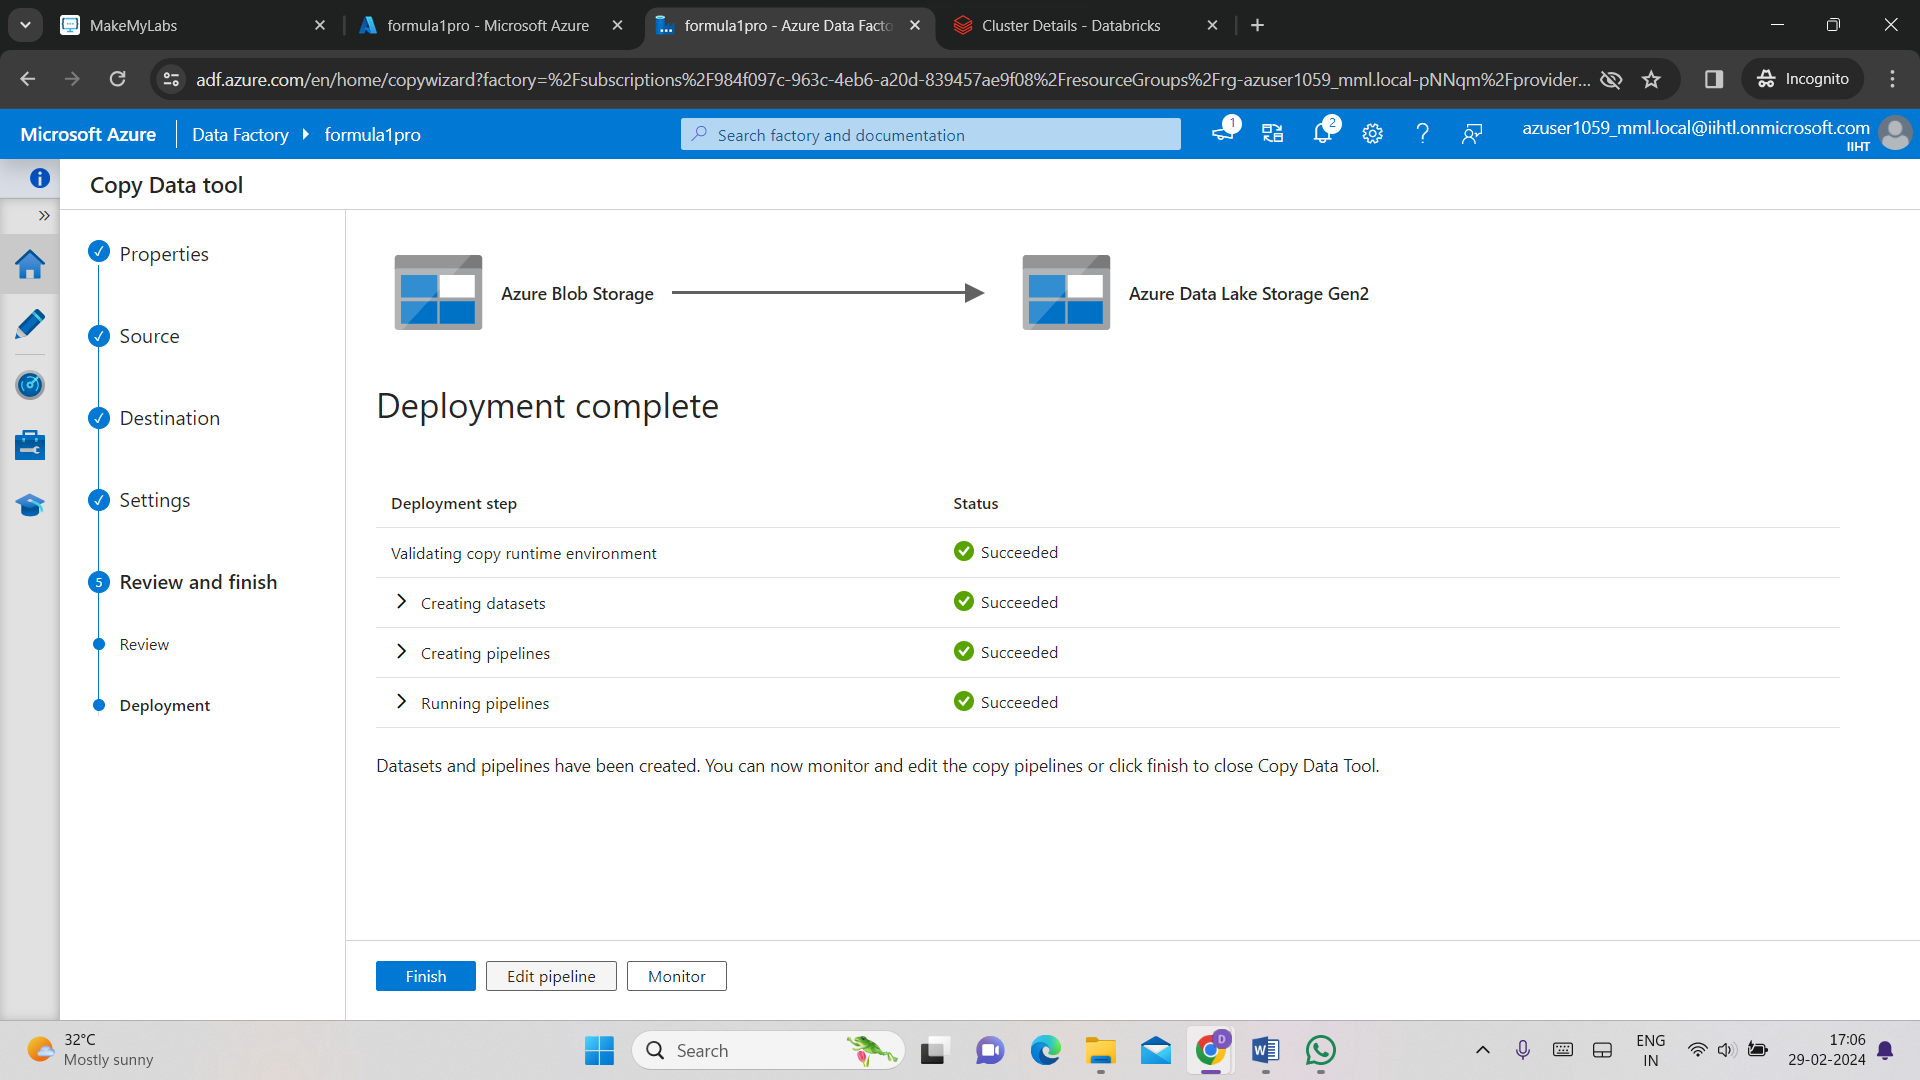 MakeMyLabs
formula1pro - Microsoft Azure
formula1pro - Azure Data Facto
Cluster Details - Databricks
adf.azure.com/en/home/copywizard?factory=%2Fsubscriptions%2F984f097c-963c-4eb6-a20d-839457ae9f08%2FresourceGroups%2Frg-azuser1059_mml.local-pNNqm%2Fprovider...
Incognito
Microsoft Azure
Data Factory
formula1pro
Search factory and documentation
1
2
azuser1059_mml.local@iihtl.onmicrosoft.com
IIHT
Copy Data tool
Properties
Source
Destination
Settings
5
Review and finish
Review
Deployment
Azure Blob Storage
Azure Data Lake Storage Gen2
Deployment complete
Deployment step Status
Validating copy runtime environment Succeeded
Creating datasets Succeeded
Creating pipelines Succeeded
Running pipelines Succeeded
Datasets and pipelines have been created. You can now monitor and edit the copy pipelines or click finish to close Copy Data Tool.
Finish
Edit pipeline
Monitor
32°C
Mostly sunny
Search
D
ENG
IN
17:06
29-02-2024